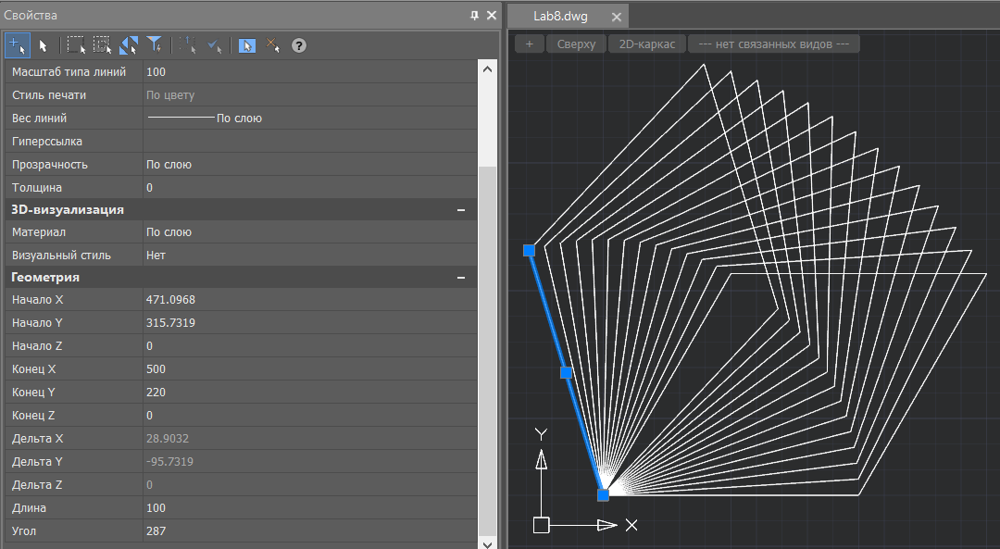 Свойства
?
Масштаб типа линий 100
Стиль печати По цвету
Вес линий По слою
Гиперссылка
Прозрачность По слою
Толщина 0
3D-визуализация
Материал По слою
Визуальный стиль Нет
Геометрия
Начало X 471.0968
Начало Y 315.7319
Начало Z 0
Конец X 500
Конец Y 220
Конец Z 0
Дельта X 28.9032
Дельта Y -95.7319
Дельта Z 0
Длина 100
Угол 287
Lab8.dwg
+ Сверху 2D-каркас --- нет связанных видов ---
Y
X